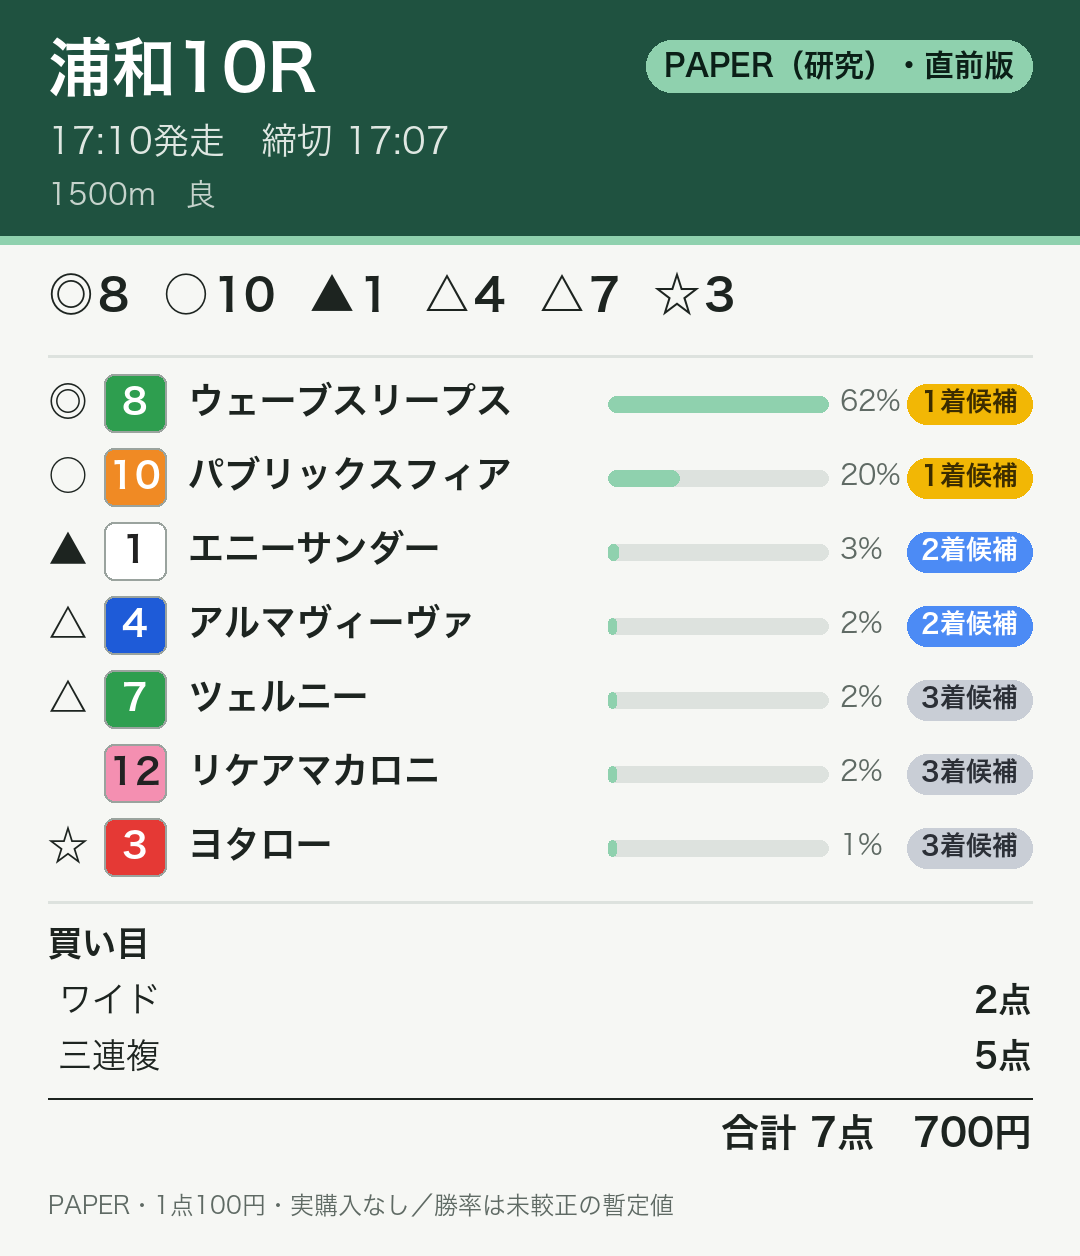 浦和10R
PAPER（研究）・直前版
17:10発走　締切 17:07
1500m　良
◎8 ○10 ▲1 △4 △7 ☆3
◎ 8 ウェーブスリープス 62% 1着候補
○ 10 パブリックスフィア 20% 1着候補
▲ 1 エニーサンダー 3% 2着候補
△ 4 アルマヴィーヴァ 2% 2着候補
△ 7 ツェルニー 2% 3着候補
12 リケアマカロニ 2% 3着候補
☆ 3 ヨタロー 1% 3着候補
買い目
ワイド 2点
三連複 5点
合計 7点　700円
PAPER・1点100円・実購入なし／勝率は未較正の暫定値